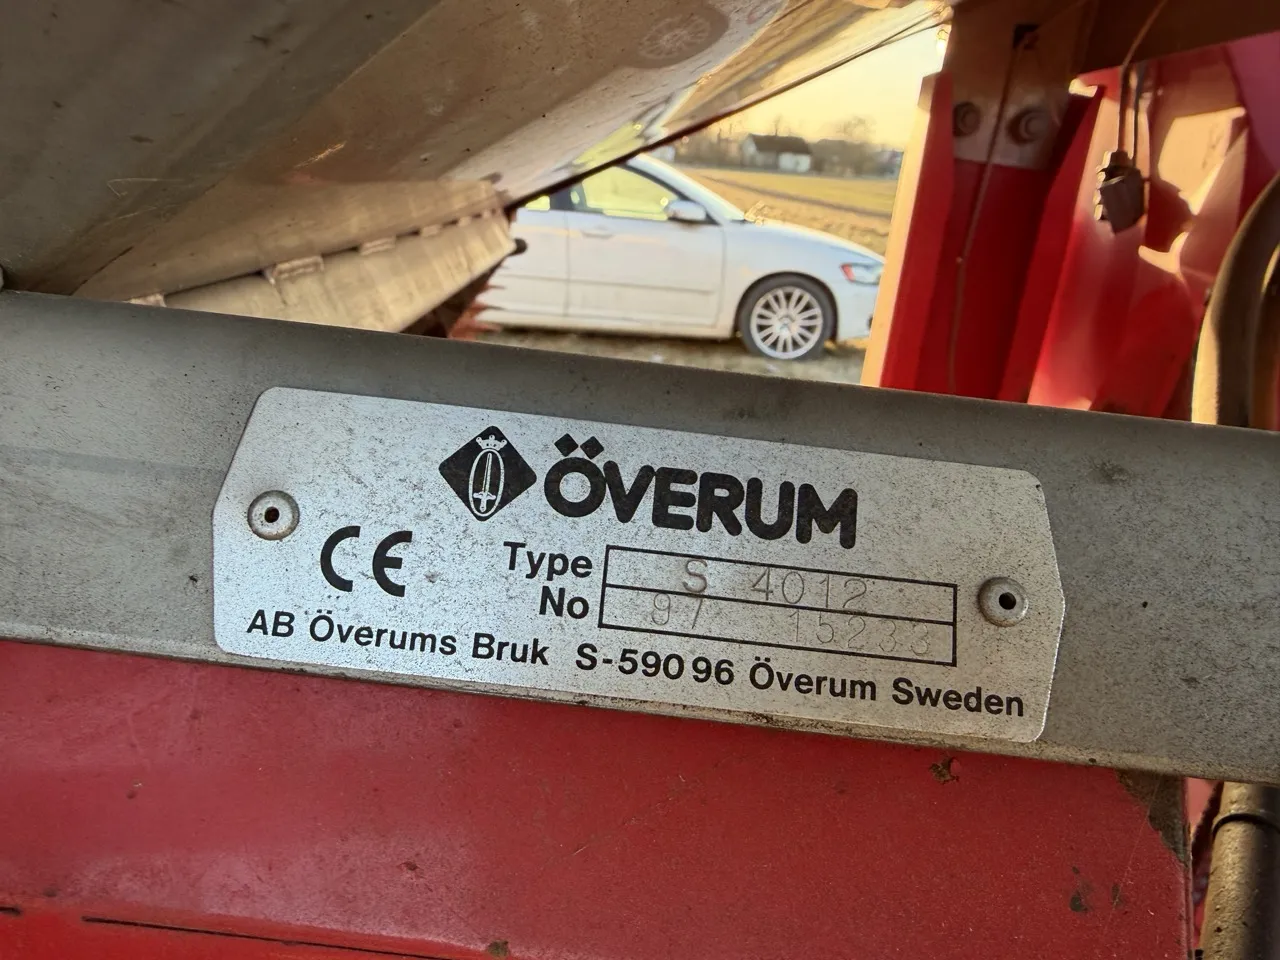 ÖVERUM
CE
Type S 4012
No 97 15233
AB Överums Bruk S-590 96 Överum Sweden